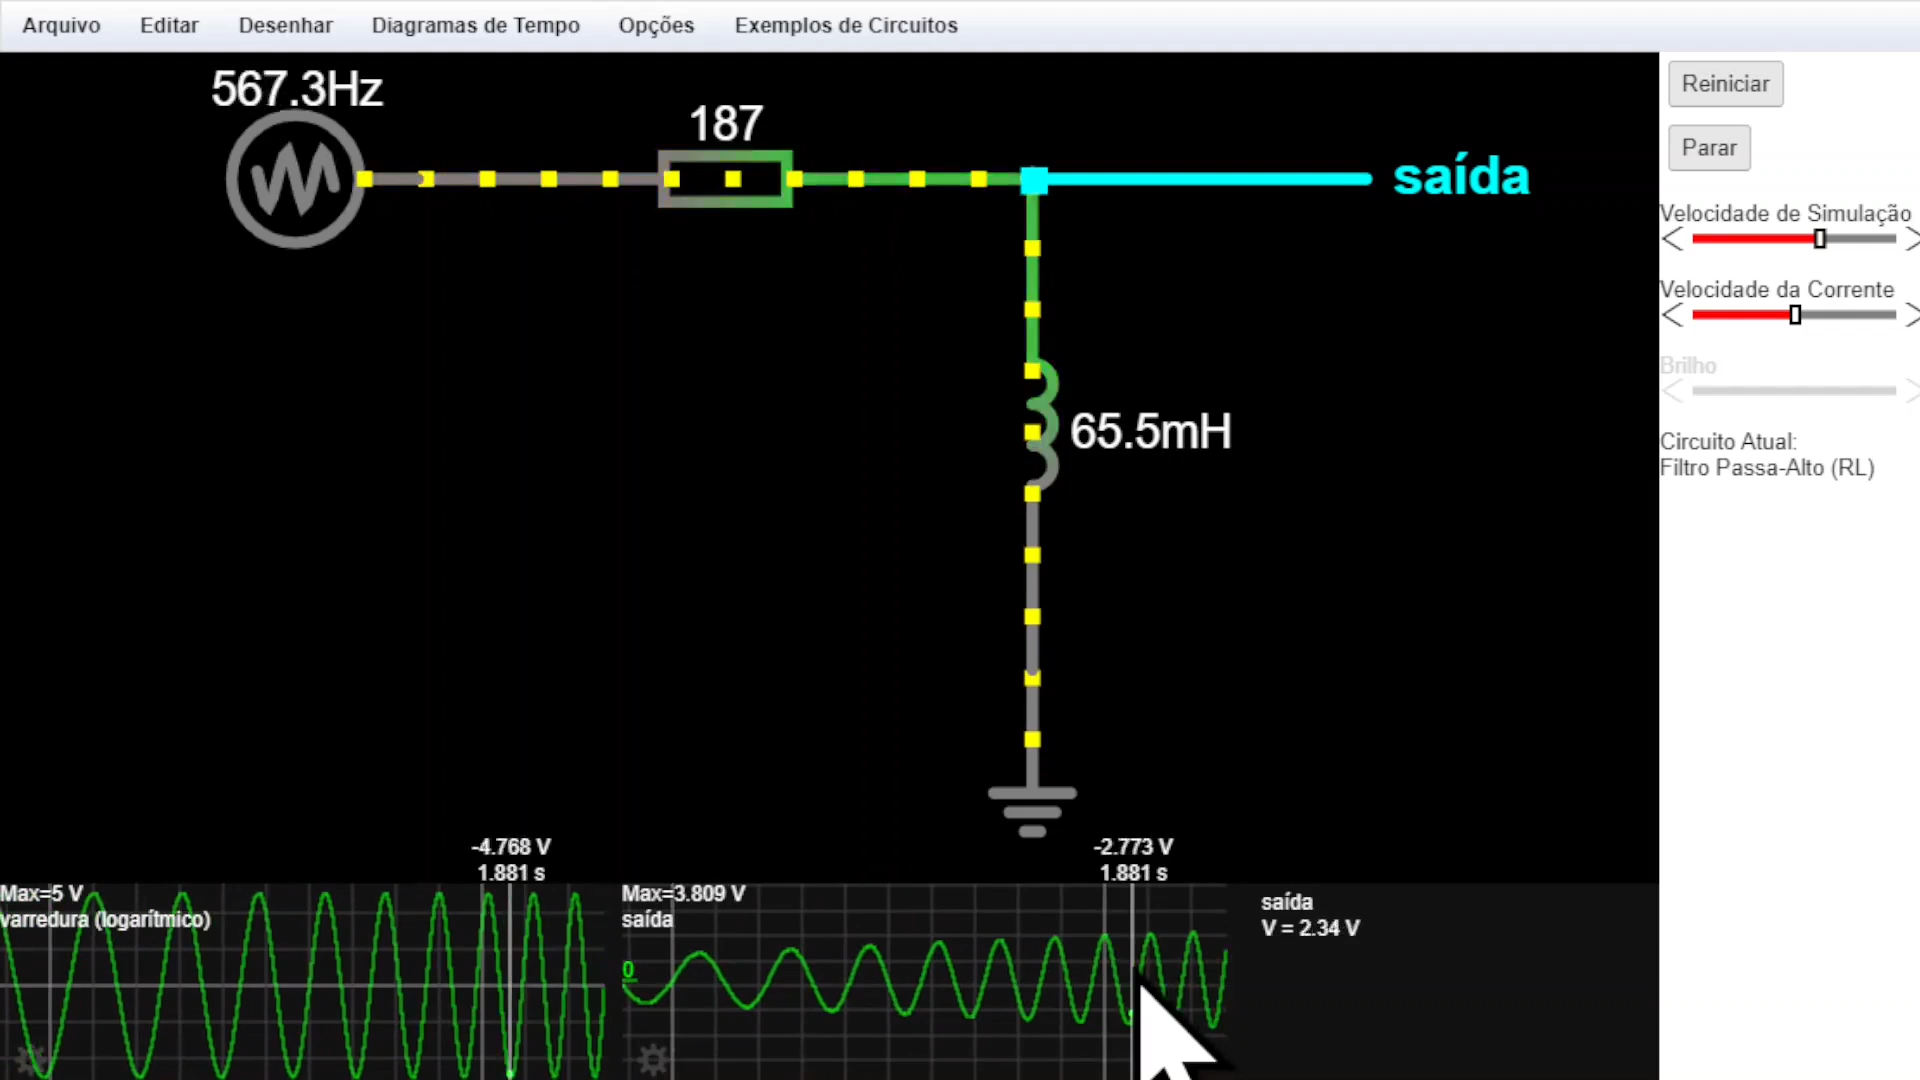 Arquivo Editar Desenhar Diagramas de Tempo Opções Exemplos de Circuitos
567.3Hz
187
saída
65.5mH
Reiniciar
Parar
Velocidade de Simulação
Velocidade da Corrente
Brilho
Circuito Atual:
Filtro Passa-Alto (RL)
-4.768 V
1.881 s
Max=5 V
varredura (logarítmico)
-2.773 V
1.881 s
Max=3.809 V
saída
0
saída
V = 2.34 V